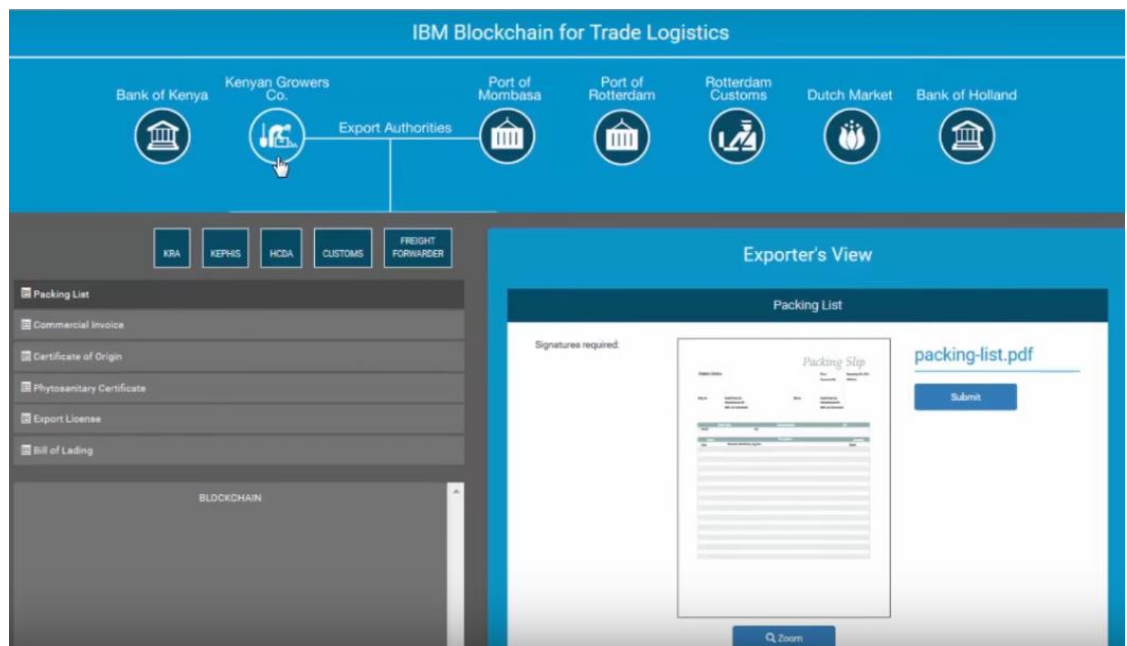 IBM Blockchain for Trade Logistics
Bank of Kenya
Kenyan Growers
Co.
Export Authorities
Port of
Mombasa
Port of
Rotterdam
Rotterdam
Customs
Dutch Market
Bank of Holland
KRA
KEPHIS
HCDA
CUSTOMS
FREIGHT
FORWARDER
Packing List
Commercial Invoice
Certificate of Origin
Phytosanitary Certificate
Export License
Bill of Lading
BLOCKCHAIN
Exporter's View
Packing List
Signatures required:
Packing Slip
packing-list.pdf
Submit
Zoom